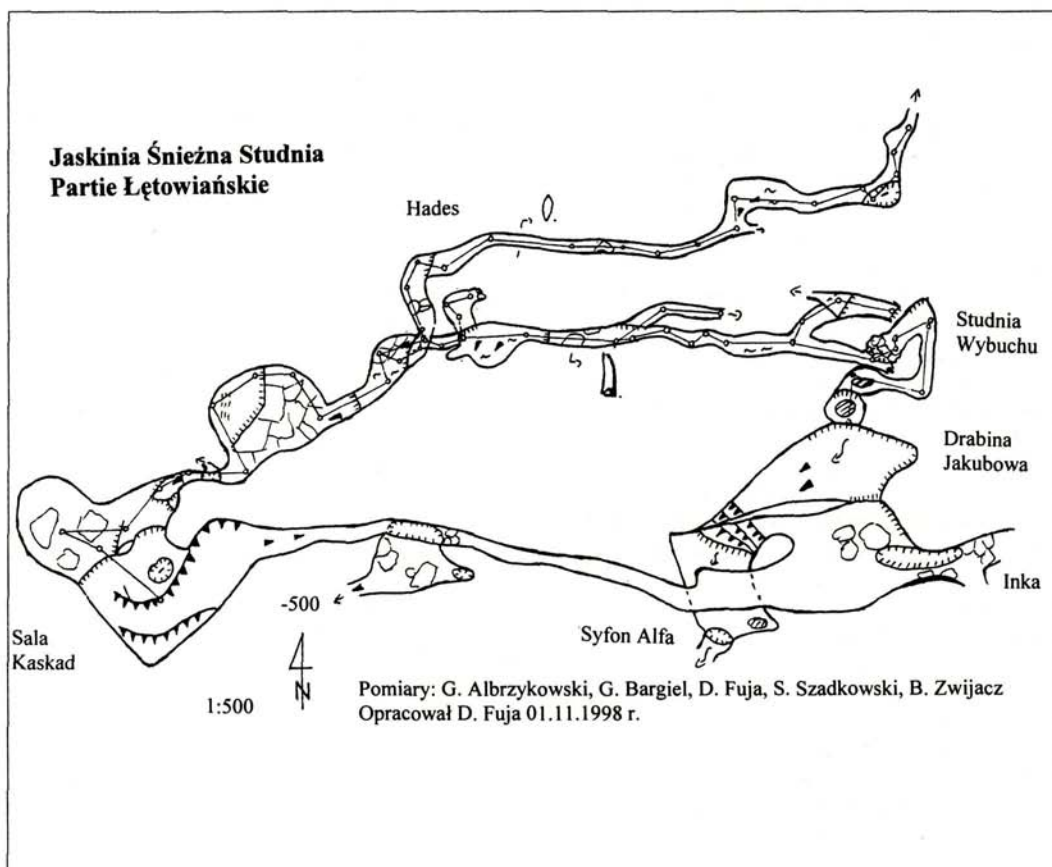 Jaskinia Śnieżna Studnia
Partie Łętowiańskie
Hades
Studnia
Wybuchu
Drabina
Jakubowa
Inka
-500
Syfon Alfa
Sala
Kaskad
N
1:500
Pomiary: G. Albrzykowski, G. Bargiel, D. Fuja, S. Szadkowski, B. Zwijacz
Opracował D. Fuja 01.11.1998 r.